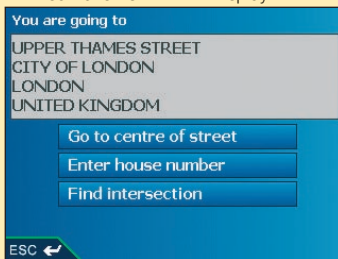 You are going to
UPPER THAMES STREET
CITY OF LONDON
LONDON
UNITED KINGDOM
Go to centre of street
Enter house number
Find intersection
ESC